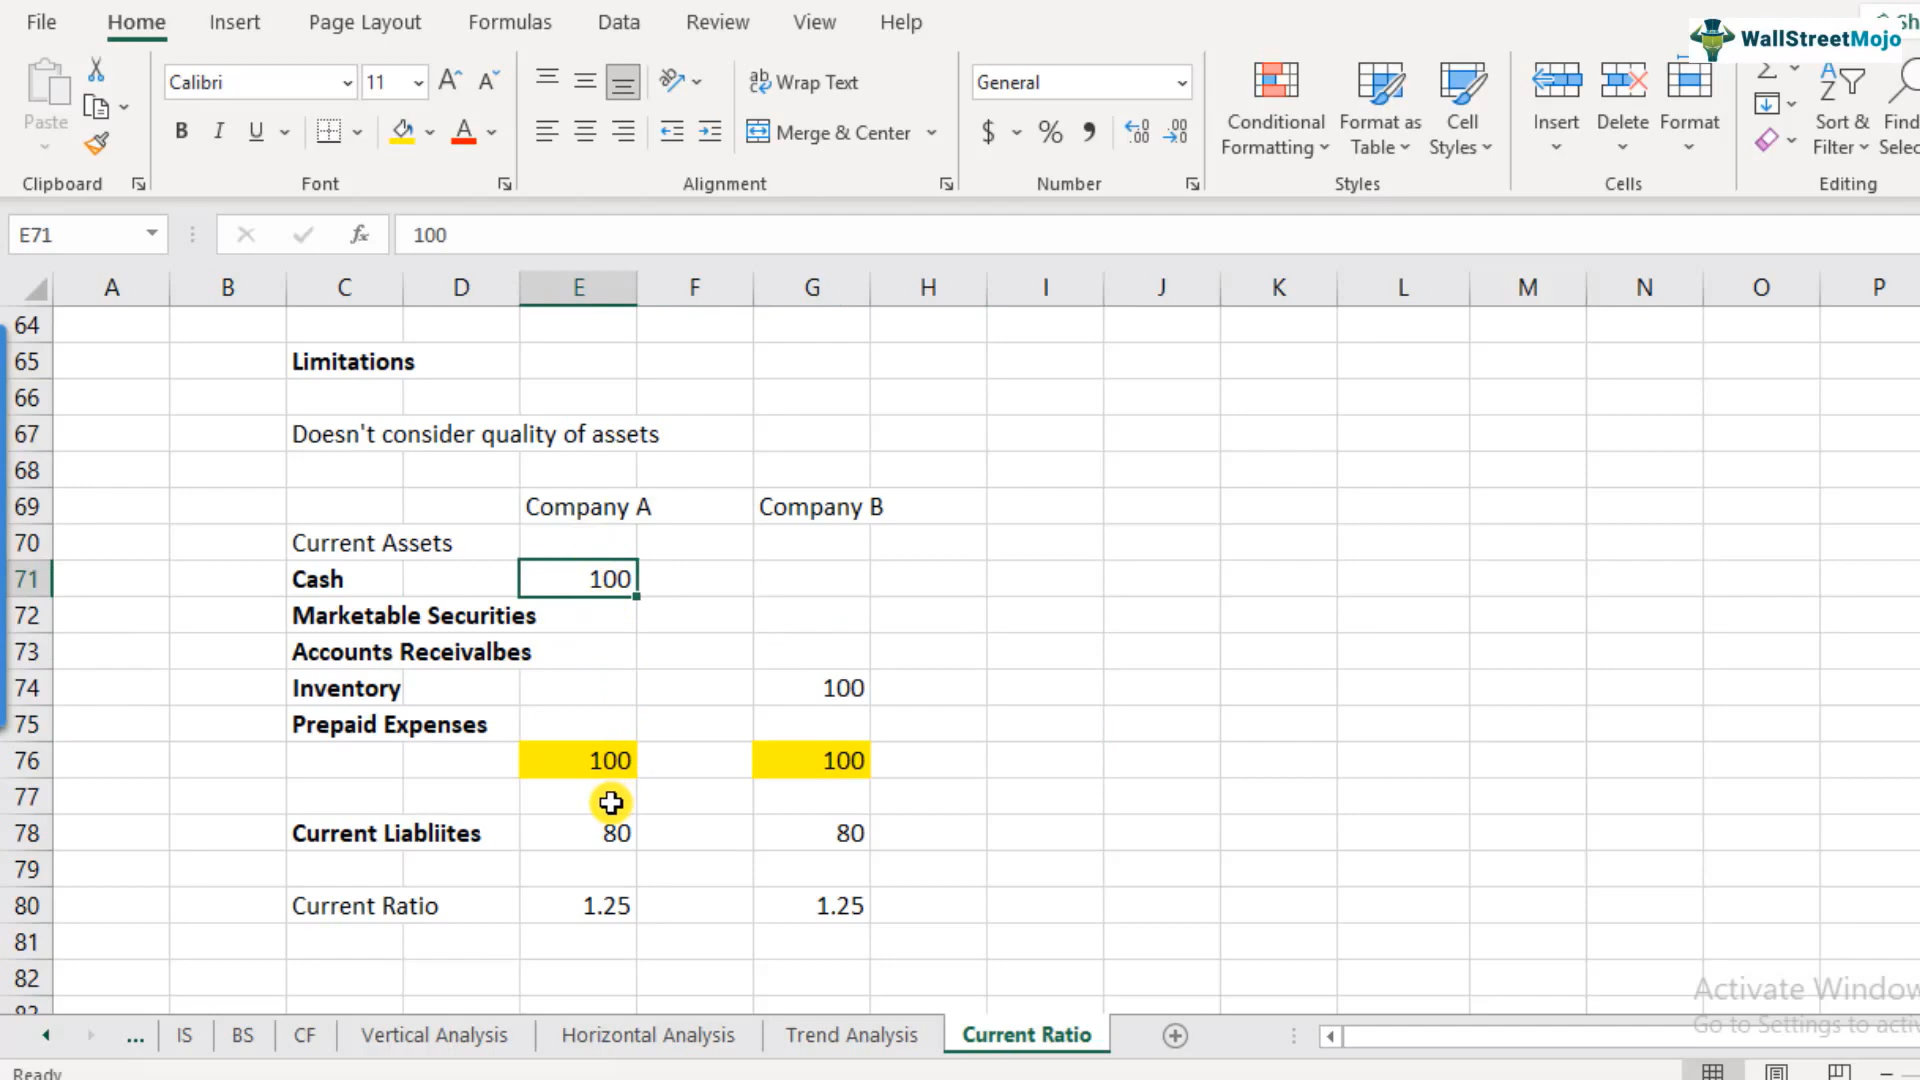 File Home Insert Page Layout Formulas Data Review View Help
WallStreetMojo
Calibri 11 Wrap Text General
Paste Merge & Center $ % Conditional Formatting Format as Table Cell Styles Insert Delete Format Sort & Filter
B I U A
Clipboard Font Alignment Number Styles Cells Editing
E71 fx 100
A B C D E F G H I J K L M N O P
64
65 Limitations
66
67 Doesn't consider quality of assets
68
69 Company A Company B
70 Current Assets
71 Cash 100
72 Marketable Securities
73 Accounts Receivalbes
74 Inventory 100
75 Prepaid Expenses
76 100 100
77
78 Current Liabliites 80 80
79
80 Current Ratio 1.25 1.25
81
82
Activate Window
Go to Settings to activ
... IS BS CF Vertical Analysis Horizontal Analysis Trend Analysis Current Ratio
Ready